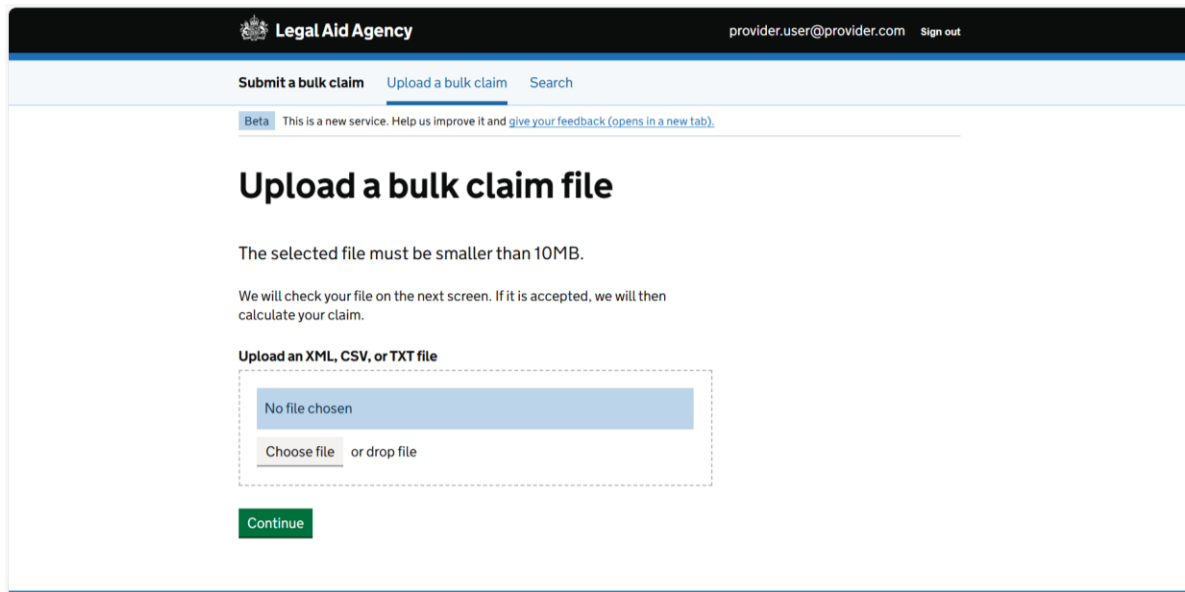 Legal Aid Agency
provider.user@provider.com Sign out
Submit a bulk claim Upload a bulk claim Search
Beta This is a new service. Help us improve it and give your feedback (opens in a new tab).
Upload a bulk claim file
The selected file must be smaller than 10MB.
We will check your file on the next screen. If it is accepted, we will then
calculate your claim.
Upload an XML, CSV, or TXT file
No file chosen
Choose file or drop file
Continue